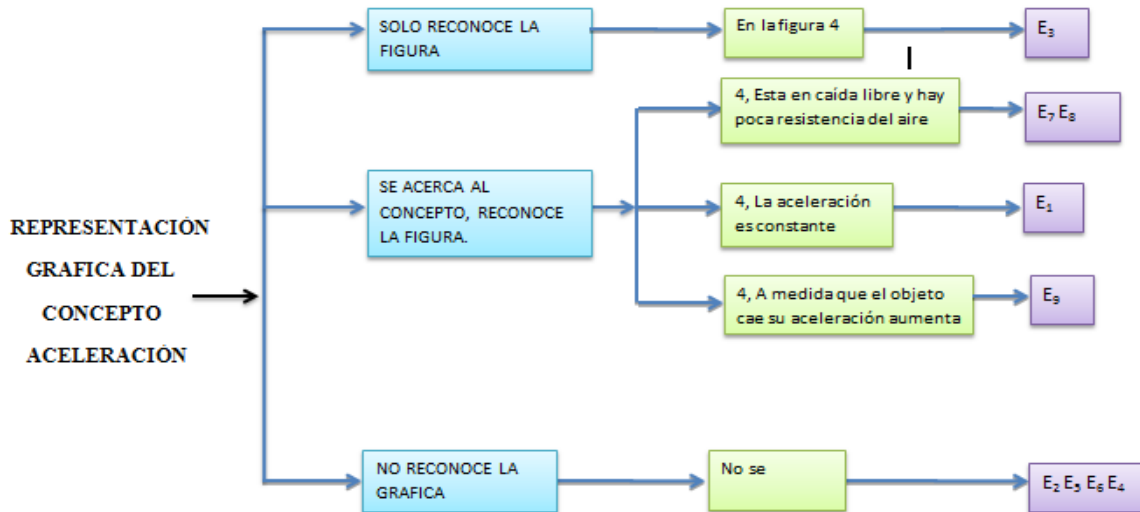 SOLO RECONOCE LA
FIGURA
En la figura 4
E3
4, Esta en caída libre y hay
poca resistencia del aire
E7 E8
REPRESENTACIÓN
GRAFICA DEL
CONCEPTO
ACELERACIÓN
SE ACERCA AL
CONCEPTO, RECONOCE
LA FIGURA.
4, La aceleración
es constante
E1
4, A medida que el objeto
cae su aceleración aumenta
E9
NO RECONOCE LA
GRAFICA
No se
E2 E5 E6 E4